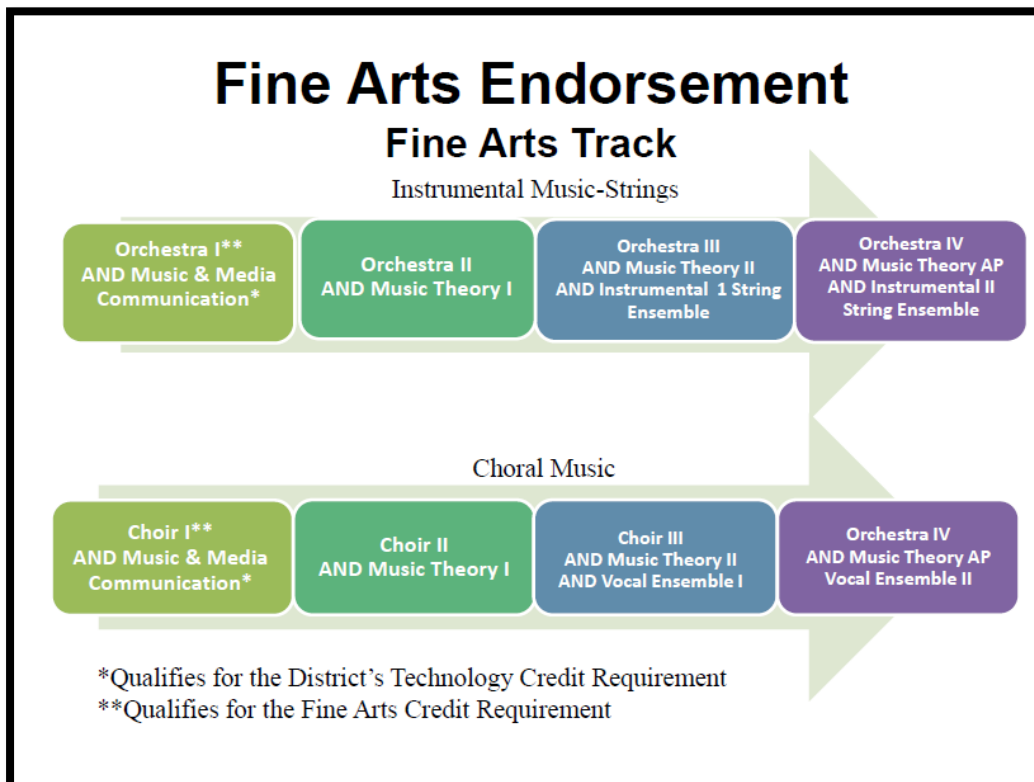 Fine Arts Endorsement
Fine Arts Track
Instrumental Music-Strings
Orchestra I**
AND Music & Media
Communication*
Orchestra II
AND Music Theory I
Orchestra III
AND Music Theory II
AND Instrumental  1 String
Ensemble
Orchestra IV
AND Music Theory AP
AND Instrumental II
String Ensemble
Choral Music
Choir I**
AND Music & Media
Communication*
Choir II
AND Music Theory I
Choir III
AND Music Theory II
AND Vocal Ensemble I
Orchestra IV
AND Music Theory AP
Vocal Ensemble II
*Qualifies for the District’s Technology Credit Requirement
**Qualifies for the Fine Arts Credit Requirement